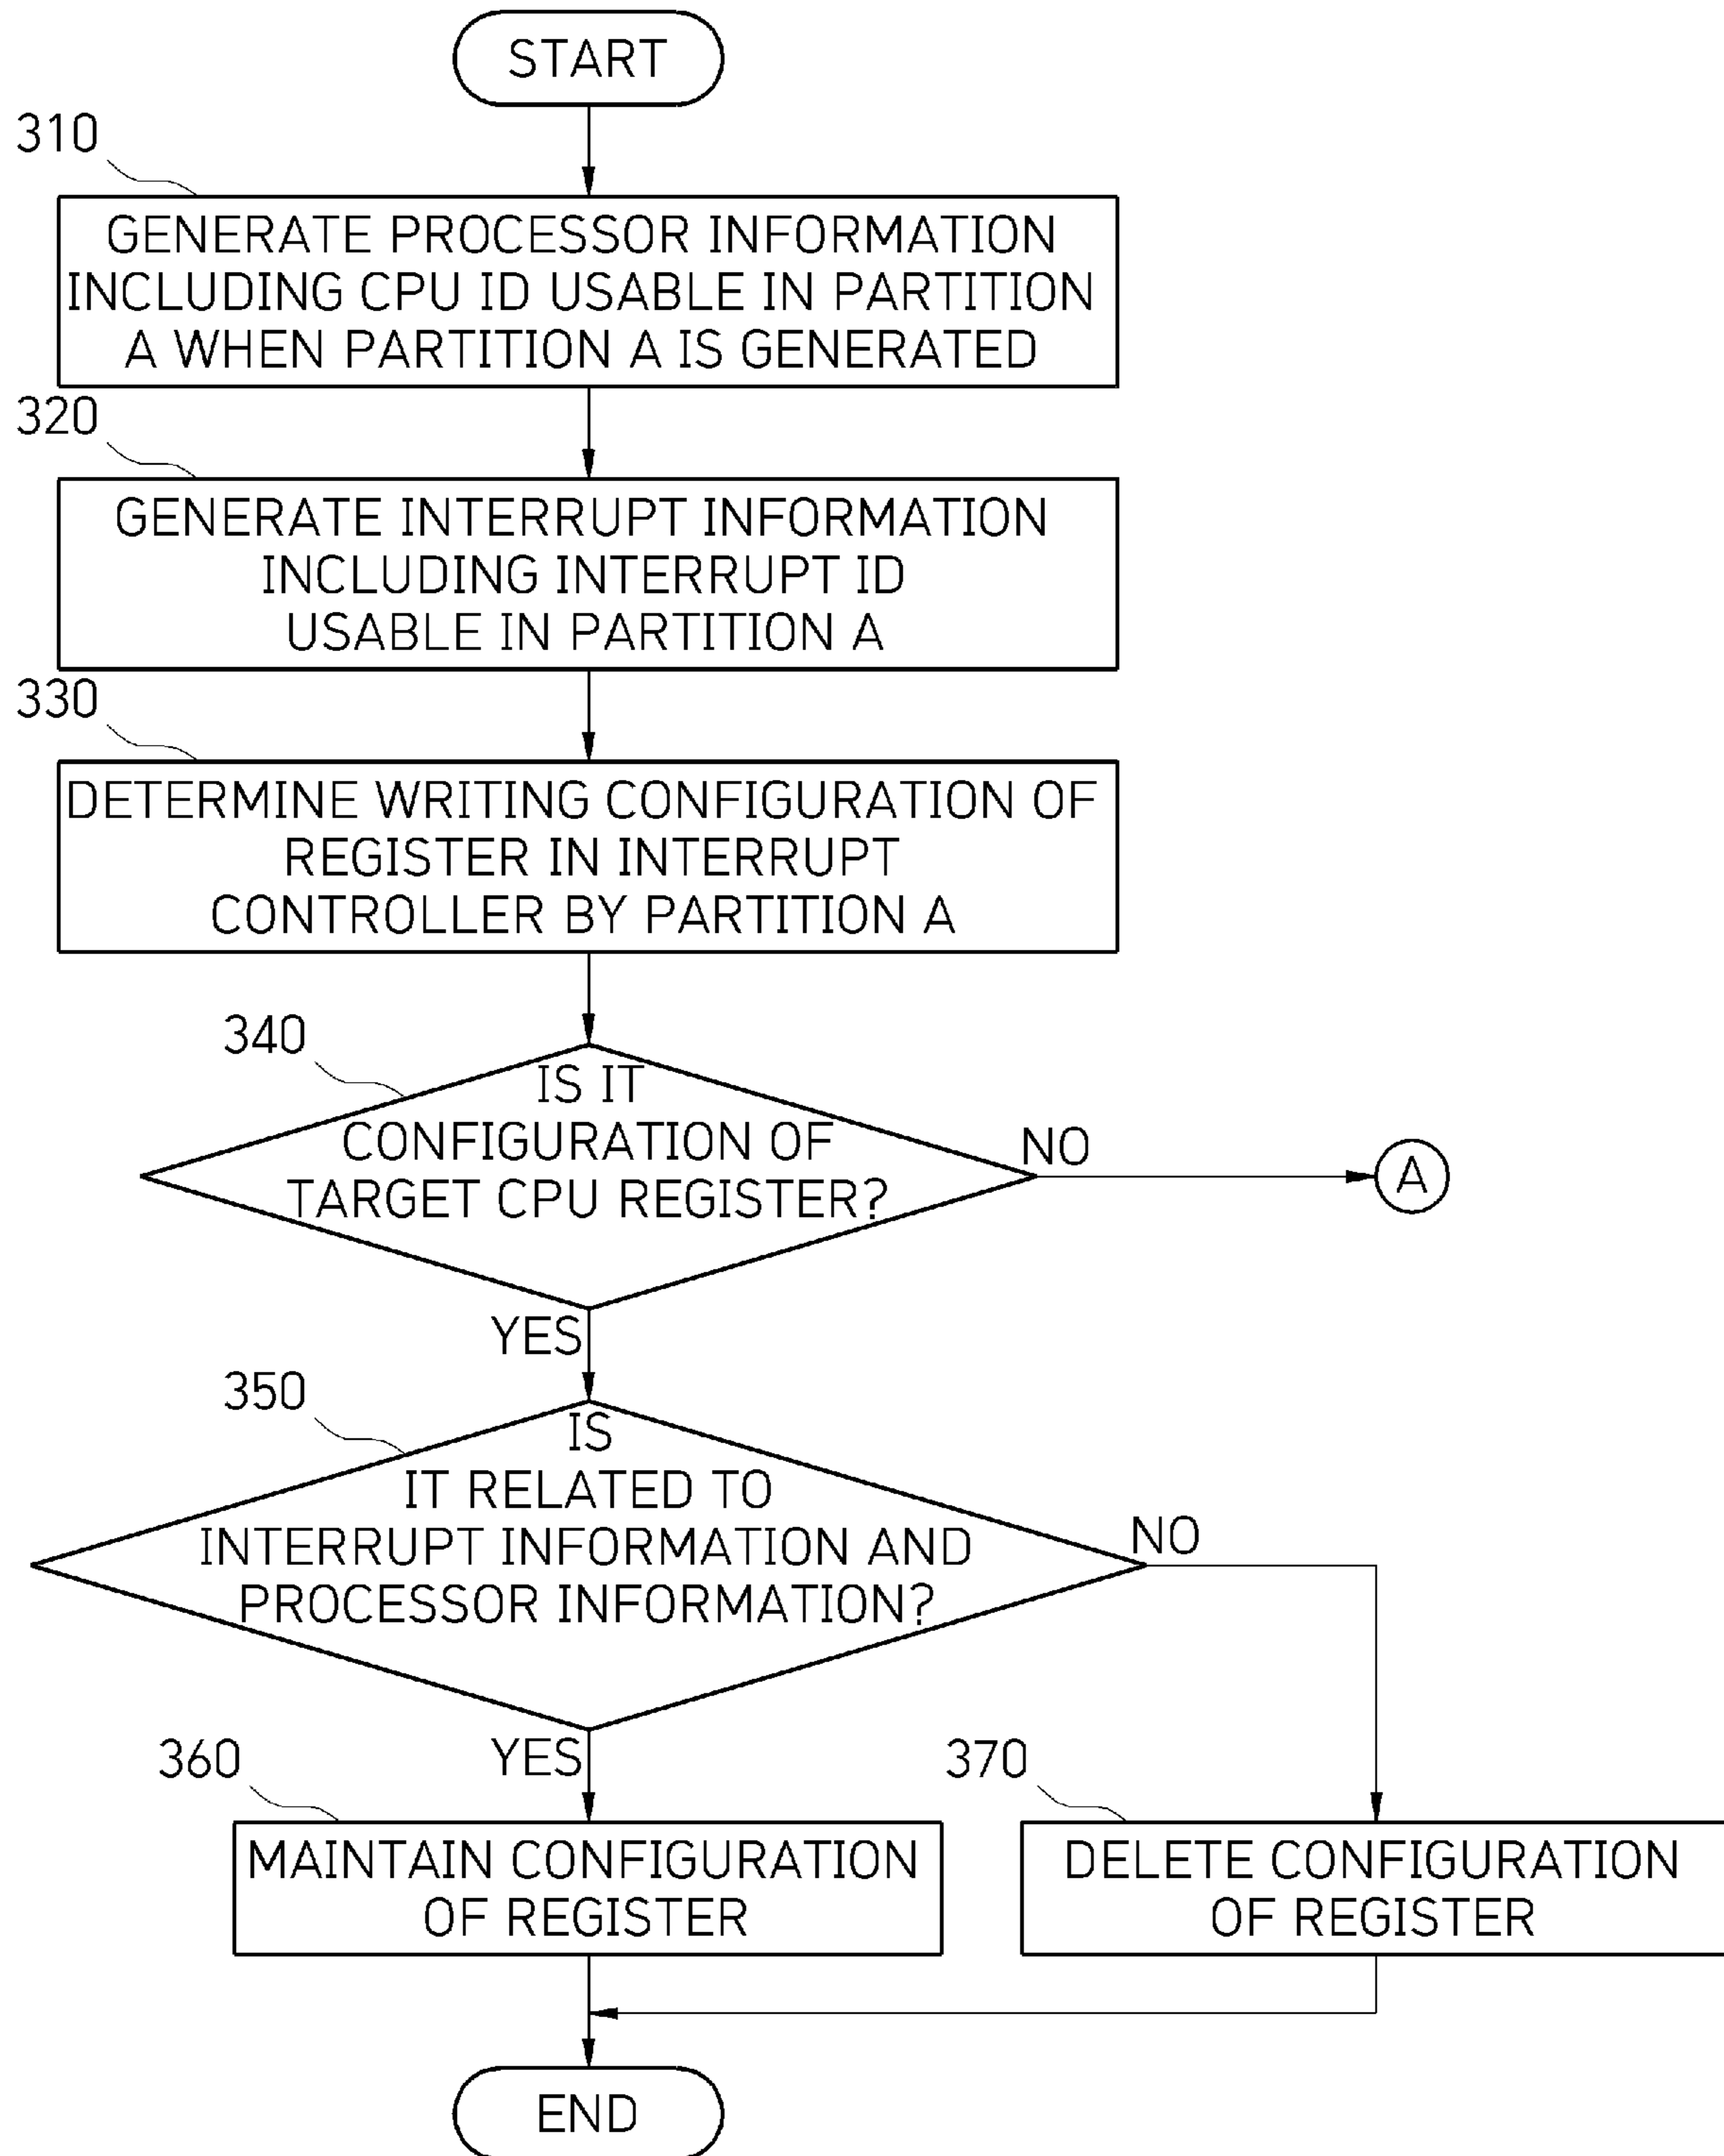 START
310
GENERATE PROCESSOR INFORMATION
INCLUDING CPU ID USABLE IN PARTITION
A WHEN PARTITION A IS GENERATED
320
GENERATE INTERRUPT INFORMATION
INCLUDING INTERRUPT ID
USABLE IN PARTITION A
330
DETERMINE WRITING CONFIGURATION OF
REGISTER IN INTERRUPT
CONTROLLER BY PARTITION A
340
IS IT
CONFIGURATION OF
TARGET CPU REGISTER?
NO
A
YES
350
IS
IT RELATED TO
INTERRUPT INFORMATION AND
PROCESSOR INFORMATION?
NO
YES
360
MAINTAIN CONFIGURATION
OF REGISTER
370
DELETE CONFIGURATION
OF REGISTER
END